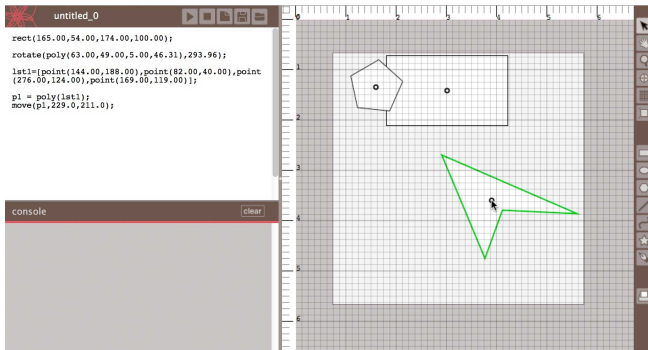 untitled_0
rect(165.00,54.00,174.00,100.00);
rotate(poly(63.00,49.00,5.00,46.31),293.96);
lst1=[point(144.00,188.00),point(82.00,40.00),point
(276.00,124.00),point(169.00,119.00)];
p1 = poly(lst1);
move(p1,229.0,211.0);
console
clear
0 1 2 3 4 5 6
1
2
3
4
5
6